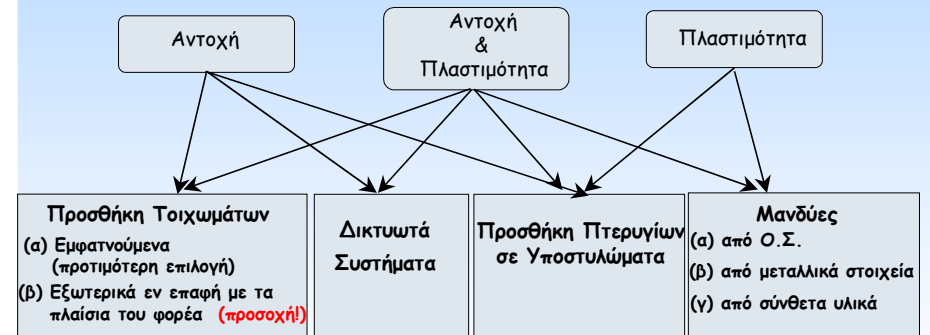 Αντοχή
Αντοχή
&
Πλαστιμότητα
Πλαστιμότητα
Προσθήκη Τοιχωμάτων
(α) Εμφατνούμενα
(προτιμότερη επιλογή)
(β) Εξωτερικά εν επαφή με τα
πλαίσια του φορέα (προσοχή!)
Δικτυωτά
Συστήματα
Προσθήκη Πτερυγίων
σε Υποστυλώματα
Μανδύες
(α) από Ο.Σ.
(β) από μεταλλικά στοιχεία
(γ) από σύνθετα υλικά